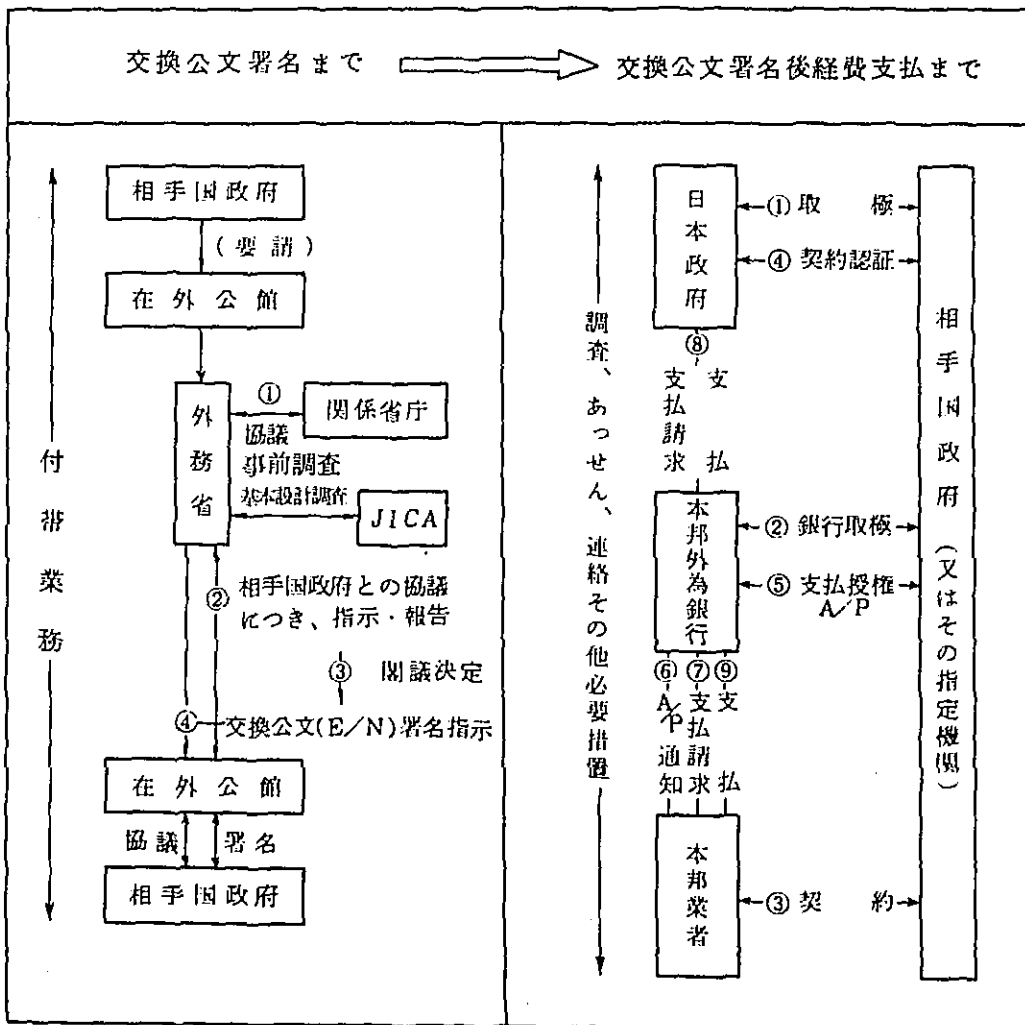 交換公文署名まで
交換公文署名後経費支払まで
付帯業務
相手国政府
(要請)
在外公館
外務省
①
協議
関係省庁
事前調査
基本設計調査
JICA
② 相手国政府との協議
につき、指示・報告
③ 閣議決定
④ 交換公文(E/N)署名指示
在外公館
協議
署名
相手国政府
調査、あっせん、連絡その他必要措置
日本政府
① 取極
④ 契約認証
⑧
支払請求
支払
本邦外為銀行
② 銀行取極
⑤ 支払授権
A/P
⑥ A/P通知
⑦ 支払請求
⑨ 支払
本邦業者
③ 契約
相手国政府(又はその指定機関)